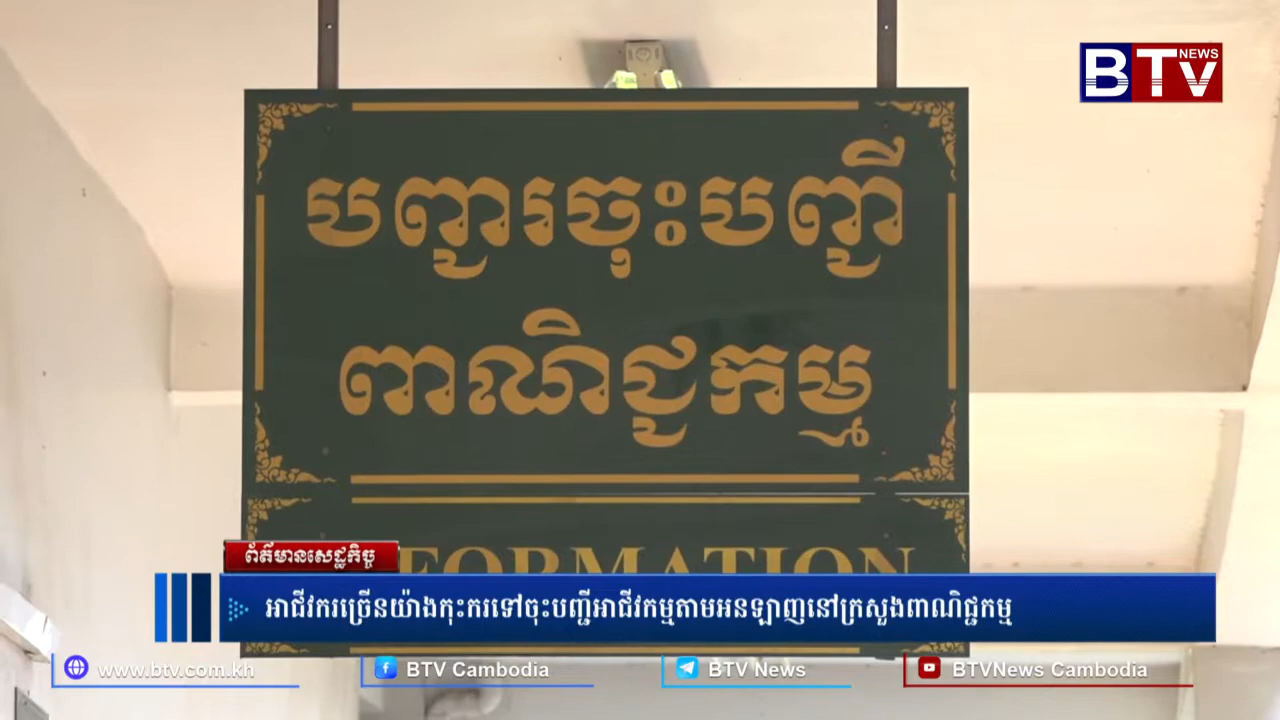 BTV NEWS
បញ្ជរចុះបញ្ជី
ពាណិជ្ជកម្ម
INFORMATION
ព័ត៌មានសេដ្ឋកិច្ច
អាជីវករច្រើនយ៉ាងកុះករទៅចុះបញ្ជីអាជីវកម្មតាមអនឡាញនៅក្រសួងពាណិជ្ជកម្ម
www.btv.com.kh BTV Cambodia BTV News BTVNews Cambodia